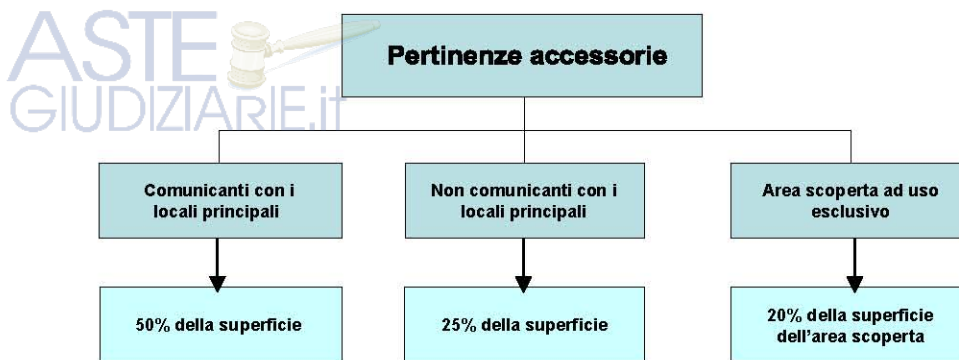 ASTE
GIUDIZIARIE.it
Pertinenze accessorie
Comunicanti con i
locali principali
Non comunicanti con i
locali principali
Area scoperta ad uso
esclusivo
50% della superficie
25% della superficie
20% della superficie
dell'area scoperta